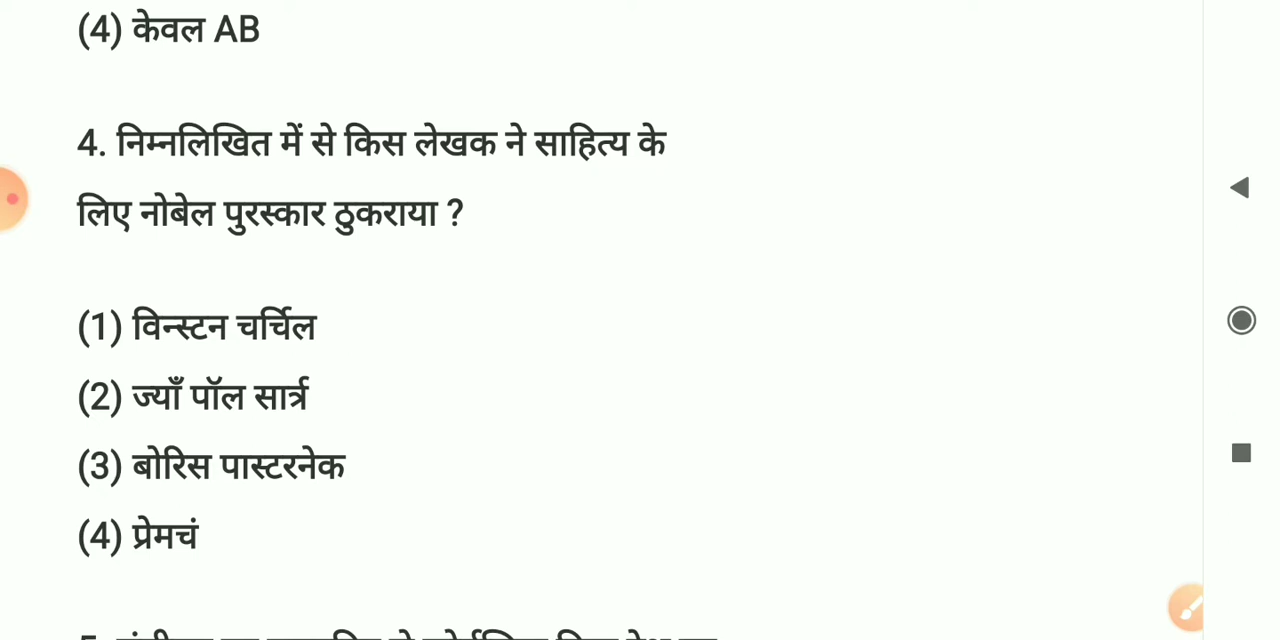 (4) केवल AB
4. निम्नलिखित में से किस लेखक ने साहित्य के
लिए नोबेल पुरस्कार ठुकराया ?
(1) विन्स्टन चर्चिल
(2) ज्याँ पॉल सार्त्र
(3) बोरिस पास्टरनेक
(4) प्रेमचं